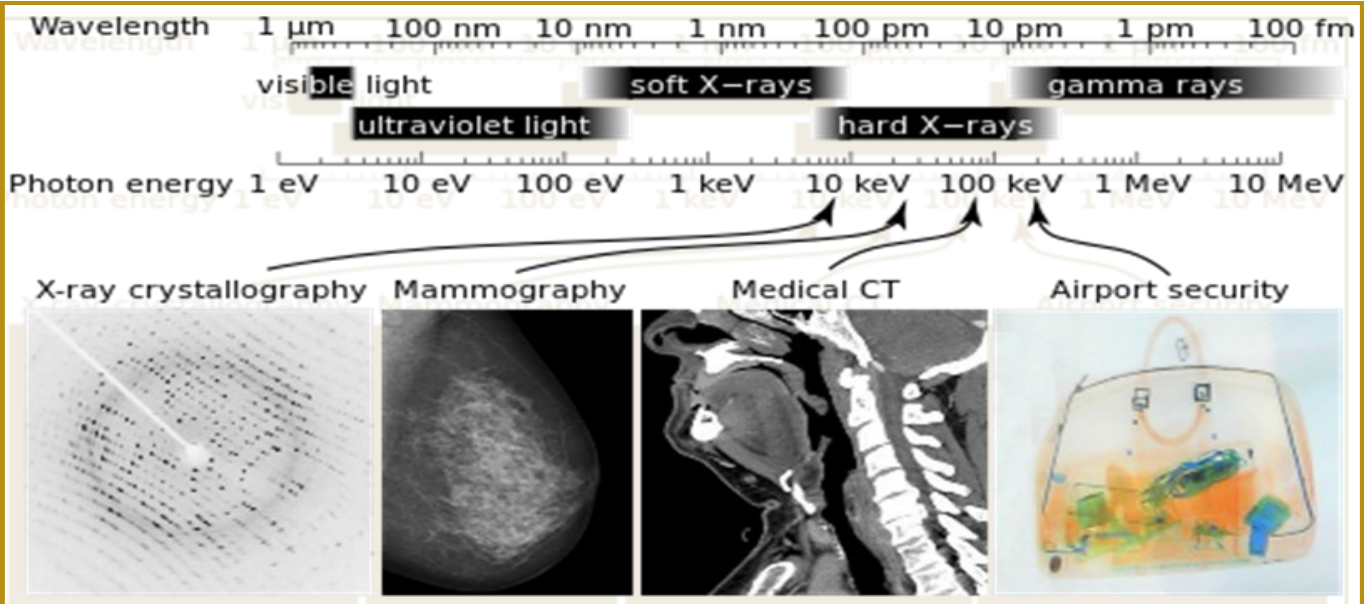 Wavelength 1 μm 100 nm 10 nm 1 nm 100 pm 10 pm 1 pm 100 fm
visible light soft X−rays gamma rays
ultraviolet light hard X−rays
Photon energy 1 eV 10 eV 100 eV 1 keV 10 keV 100 keV 1 MeV 10 MeV
X-ray crystallography Mammography Medical CT Airport security